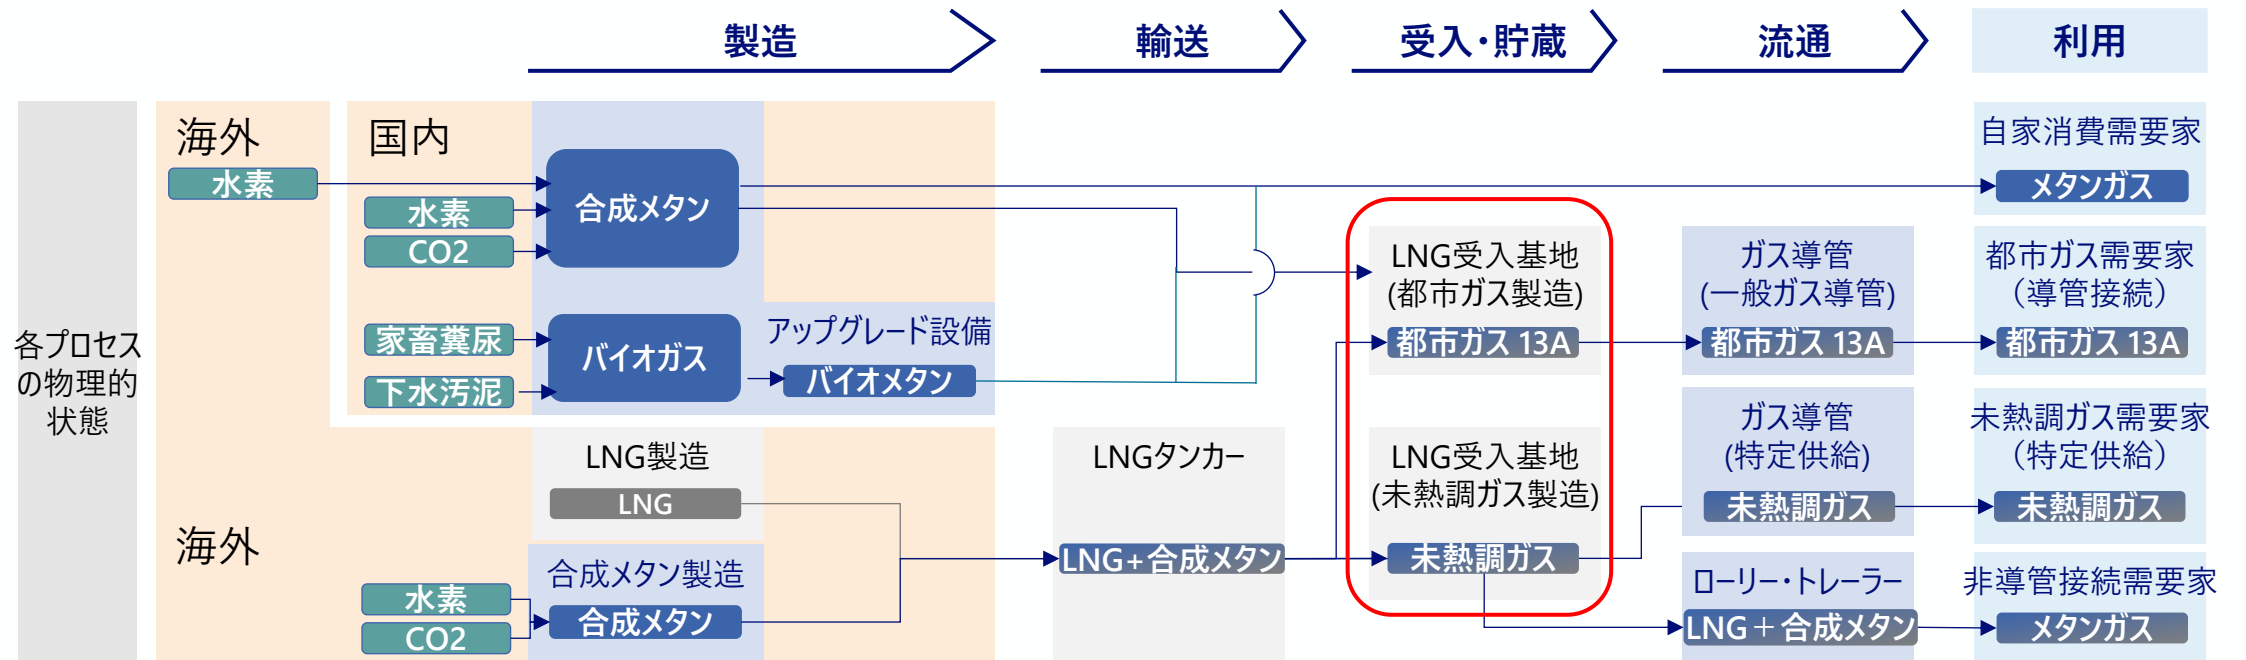 製造
輸送
受入・貯蔵
流通
利用
各プロセス
の物理的
状態
海外
水素
国内
水素
CO2
合成メタン
家畜糞尿
下水汚泥
バイオガス
アップグレード設備
バイオメタン
海外
LNG製造
LNG
水素
CO2
合成メタン製造
合成メタン
LNGタンカー
LNG+合成メタン
LNG受入基地
(都市ガス製造)
都市ガス 13A
LNG受入基地
(未熱調ガス製造)
未熱調ガス
ガス導管
(一般ガス導管)
都市ガス 13A
ガス導管
(特定供給)
未熱調ガス
ローリー・トレーラー
LNG＋合成メタン
自家消費需要家
メタンガス
都市ガス需要家
（導管接続）
都市ガス 13A
未熱調ガス需要家
（特定供給）
未熱調ガス
非導管接続需要家
メタンガス